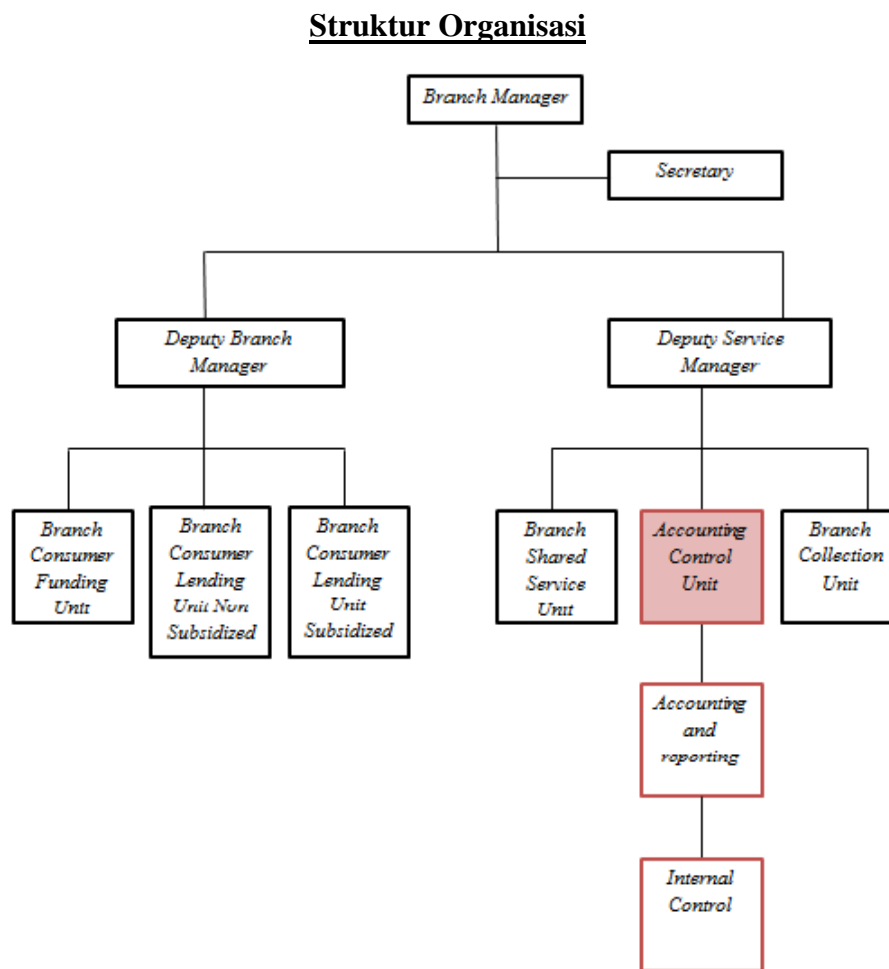 Struktur Organisasi
Branch Manager
Secretary
Deputy Branch
Manager
Deputy Service
Manager
Branch
Consumer
Funding
Unit
Branch
Consumer
Lending
Unit Non
Subsidized
Branch
Consumer
Lending
Unit
Subsidized
Branch
Shared
Service
Unit
Accounting
Control
Unit
Branch
Collection
Unit
Accounting
and
reporting
Internal
Control